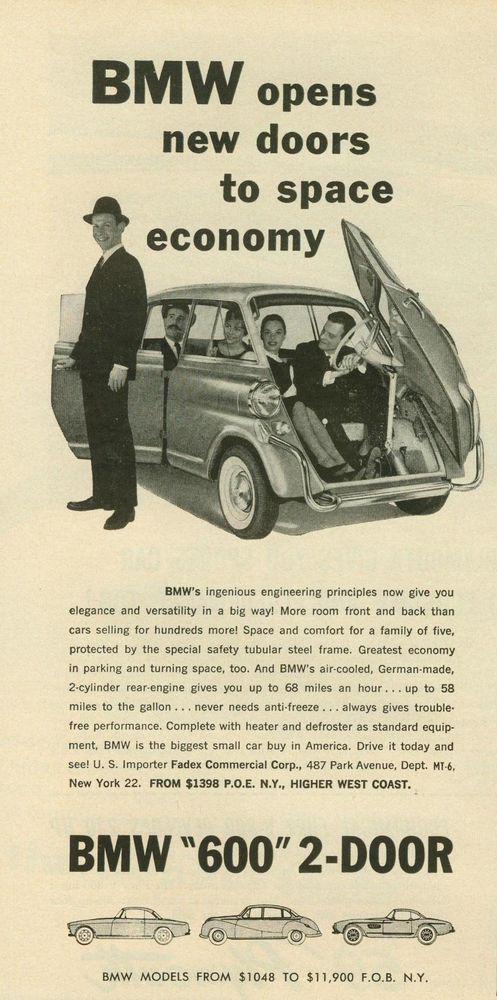 BMW opens
new doors
to space
economy
BMW's ingenious engineering principles now give you
elegance and versatility in a big way! More room front and back than
cars selling for hundreds more! Space and comfort for a family of five,
protected by the special safety tubular steel frame. Greatest economy
in parking and turning space, too. And BMW's air-cooled, German-made,
2-cylinder rear-engine gives you up to 68 miles an hour . . . up to 58
miles to the gallon . . . never needs anti-freeze . . . always gives trouble-
free performance. Complete with heater and defroster as standard equip-
ment, BMW is the biggest small car buy in America. Drive it today and
see! U. S. Importer Fadex Commercial Corp., 487 Park Avenue, Dept. MT-6,
New York 22. FROM $1398 P.O.E. N.Y., HIGHER WEST COAST.
BMW "600" 2-DOOR
BMW MODELS FROM $1048 TO $11,900 F.O.B. N.Y.